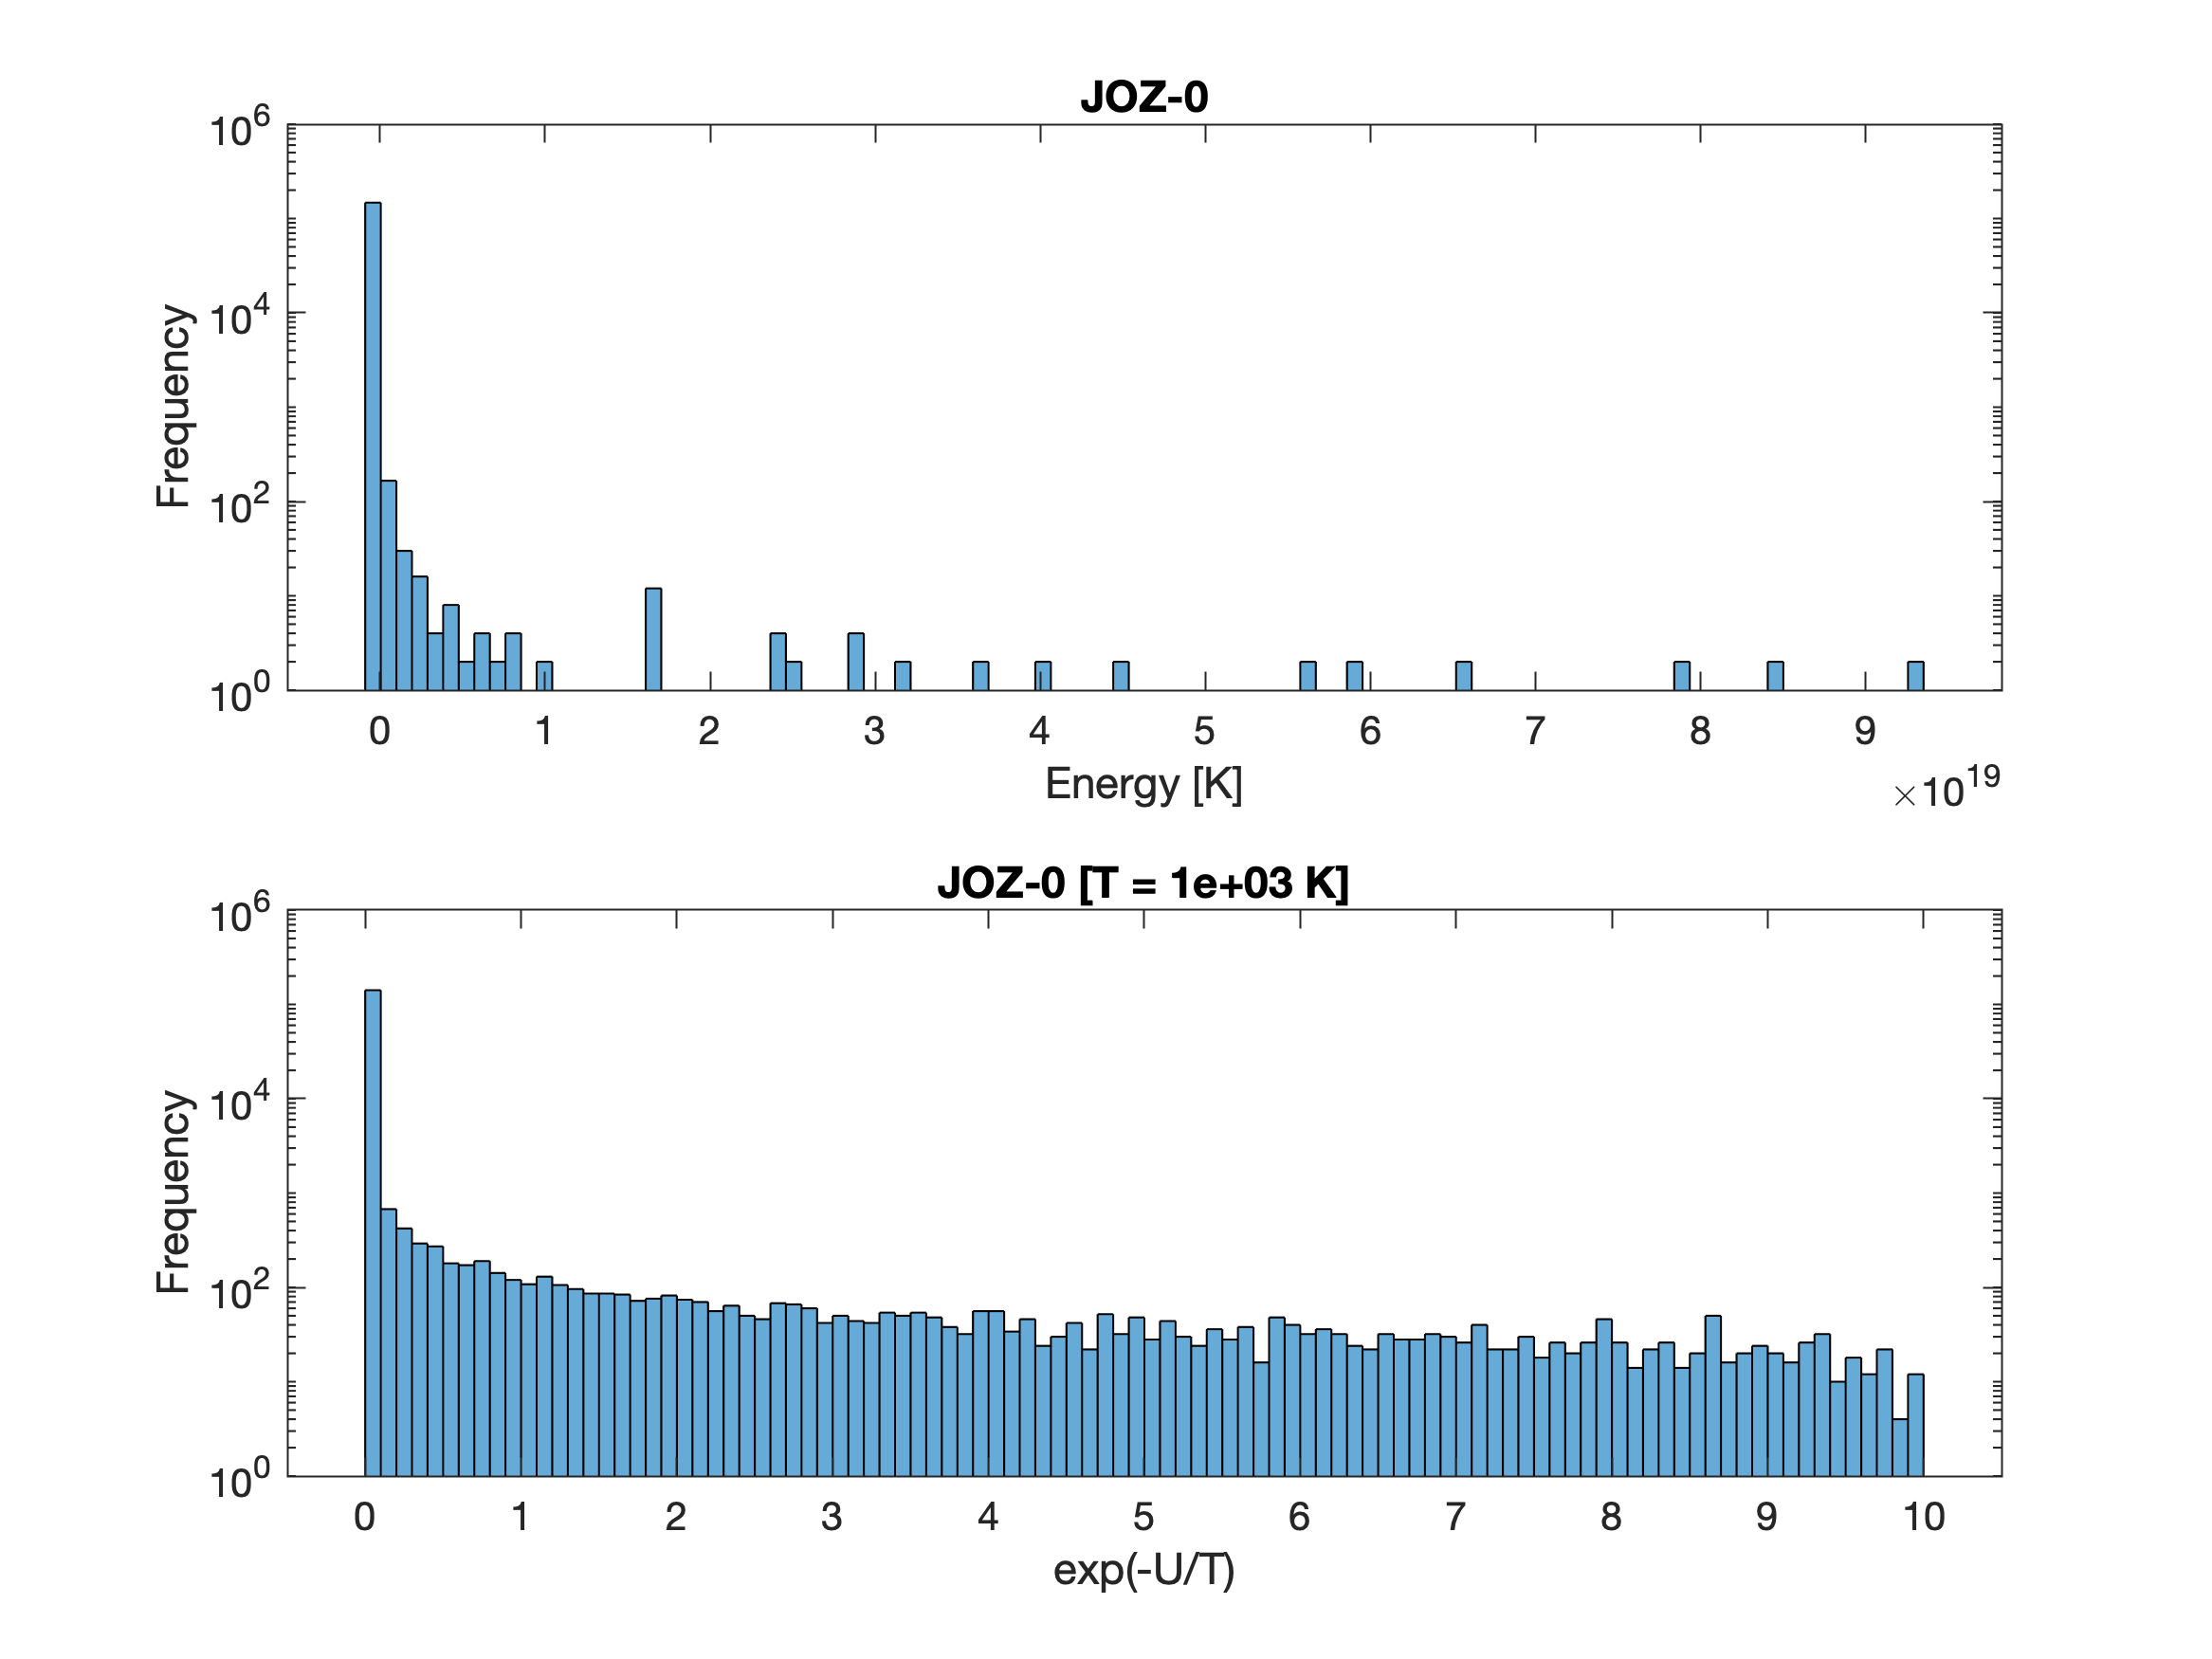 JOZ-0
10^6
10^4
10^2
10^0
Frequency
0 1 2 3 4 5 6 7 8 9
Energy [K]
×10^19
JOZ-0 [T = 1e+03 K]
10^6
10^4
10^2
10^0
Frequency
0 1 2 3 4 5 6 7 8 9 10
exp(-U/T)